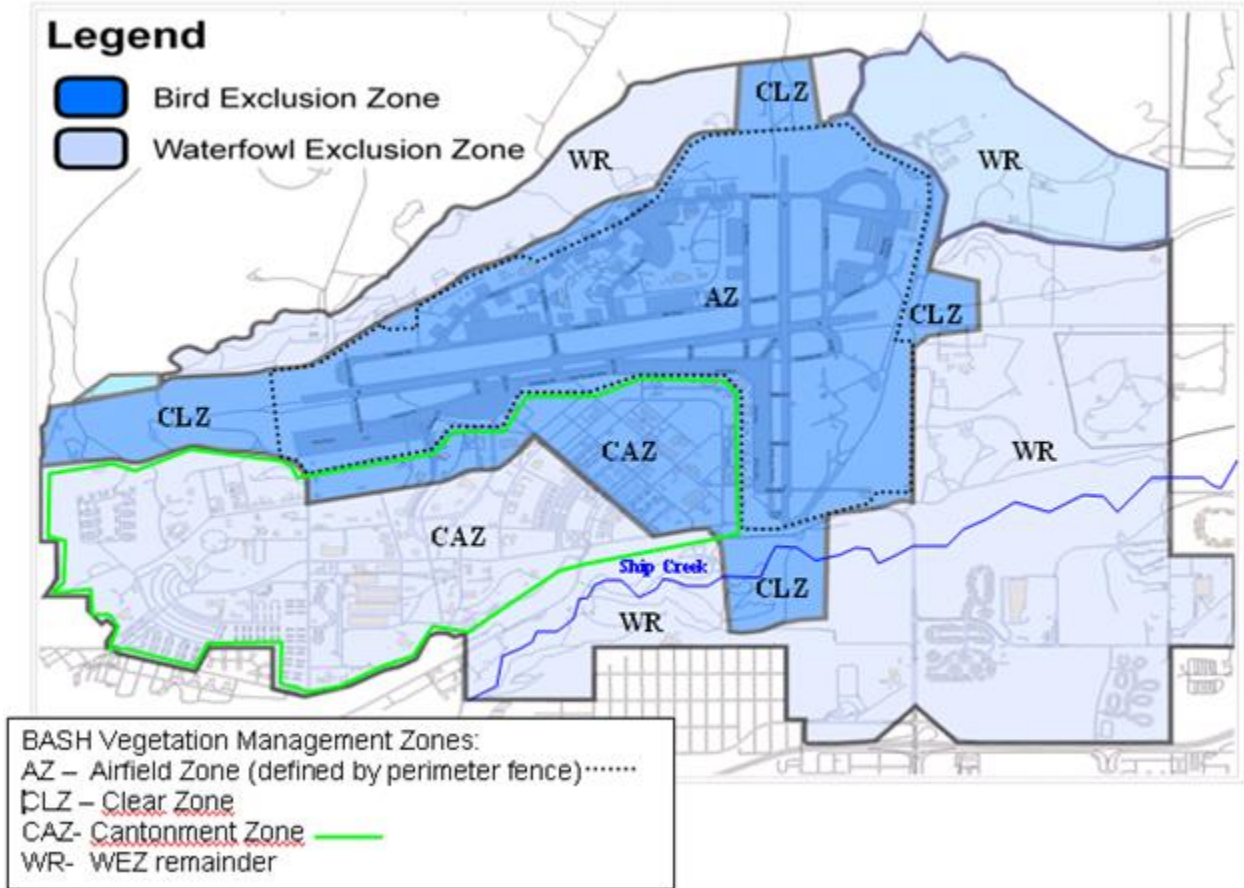 Legend
Bird Exclusion Zone
Waterfowl Exclusion Zone
CLZ
WR
WR
AZ
CLZ
CLZ
CAZ
WR
CAZ
Ship Creek
CLZ
WR
BASH Vegetation Management Zones:
AZ – Airfield Zone (defined by perimeter fence)
CLZ – Clear Zone
CAZ- Cantonment Zone
WR- WEZ remainder